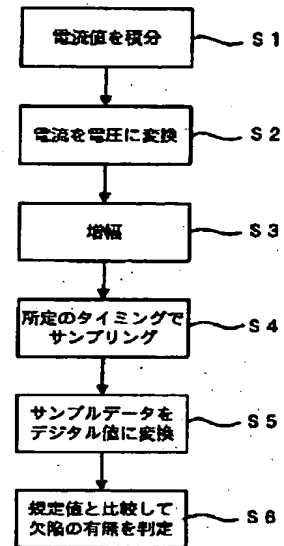 電流値を積分
S1
電流を電圧に変換
S2
増幅
S3
所定のタイミングで
サンプリング
S4
サンプルデータを
デジタル値に変換
S5
規定値と比較して
欠陥の有無を判定
S6